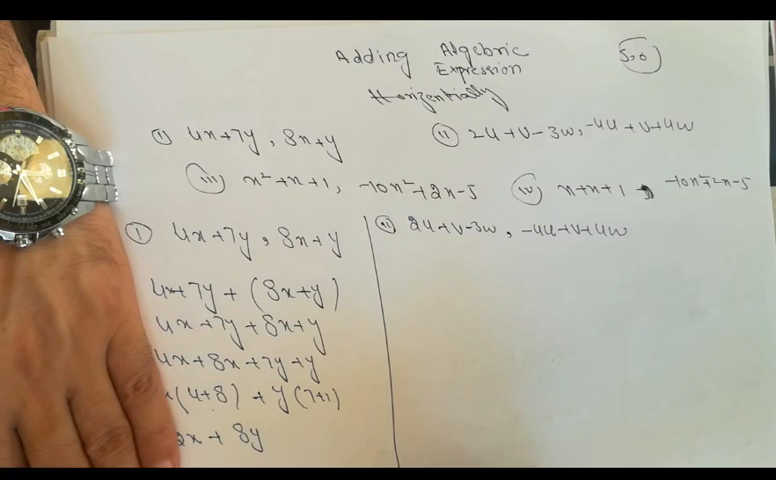 Adding Algebric
Expression
Horizentially
5.6
(i) 4x+7y, 8x+y
(ii) 2u+v-3w, -4u+v+4w
(iii) x²+x+1, -10x²+2x-5
(iv) x+x+1, -10x²+2x-5
(i) 4x+7y, 8x+y
4x+7y+(8x+y)
4x+7y+8x+y
4x+8x+7y+y
(4+8)+y(7+1)
2x+8y
(ii) 2u+v-3w, -4u+v+4w